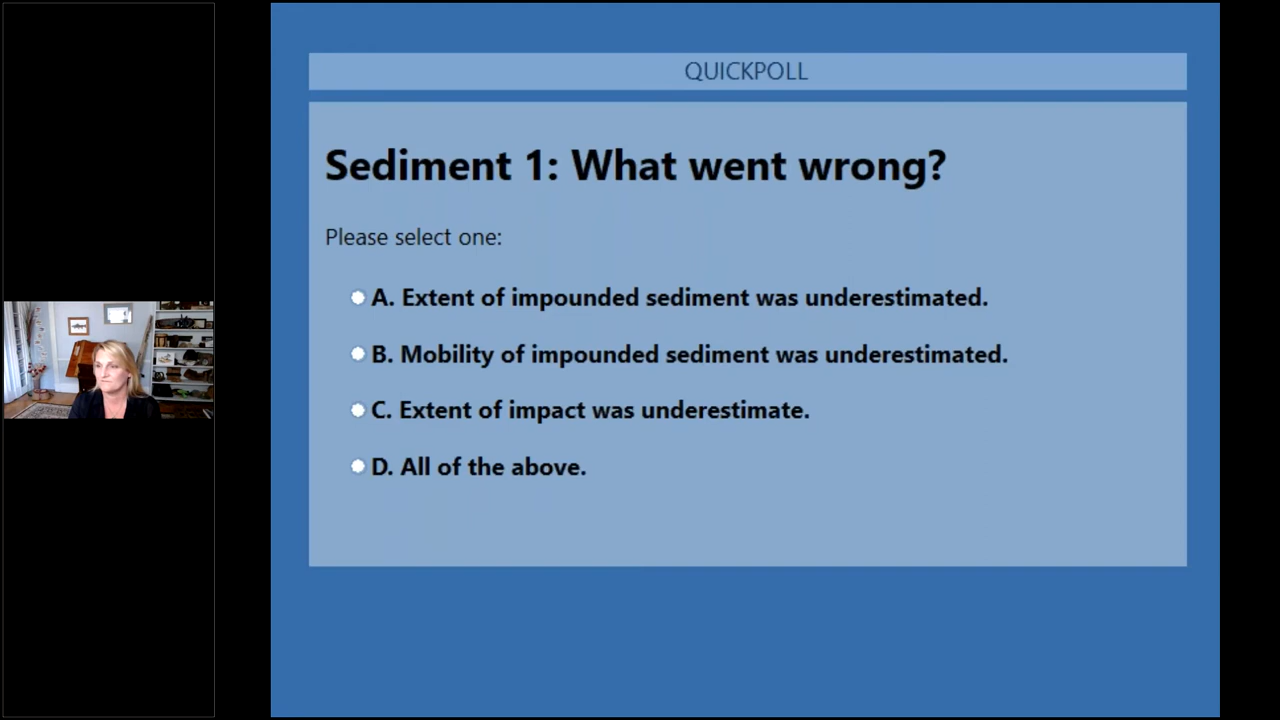 QUICKPOLL
Sediment 1: What went wrong?
Please select one:
A. Extent of impounded sediment was underestimated.
B. Mobility of impounded sediment was underestimated.
C. Extent of impact was underestimate.
D. All of the above.